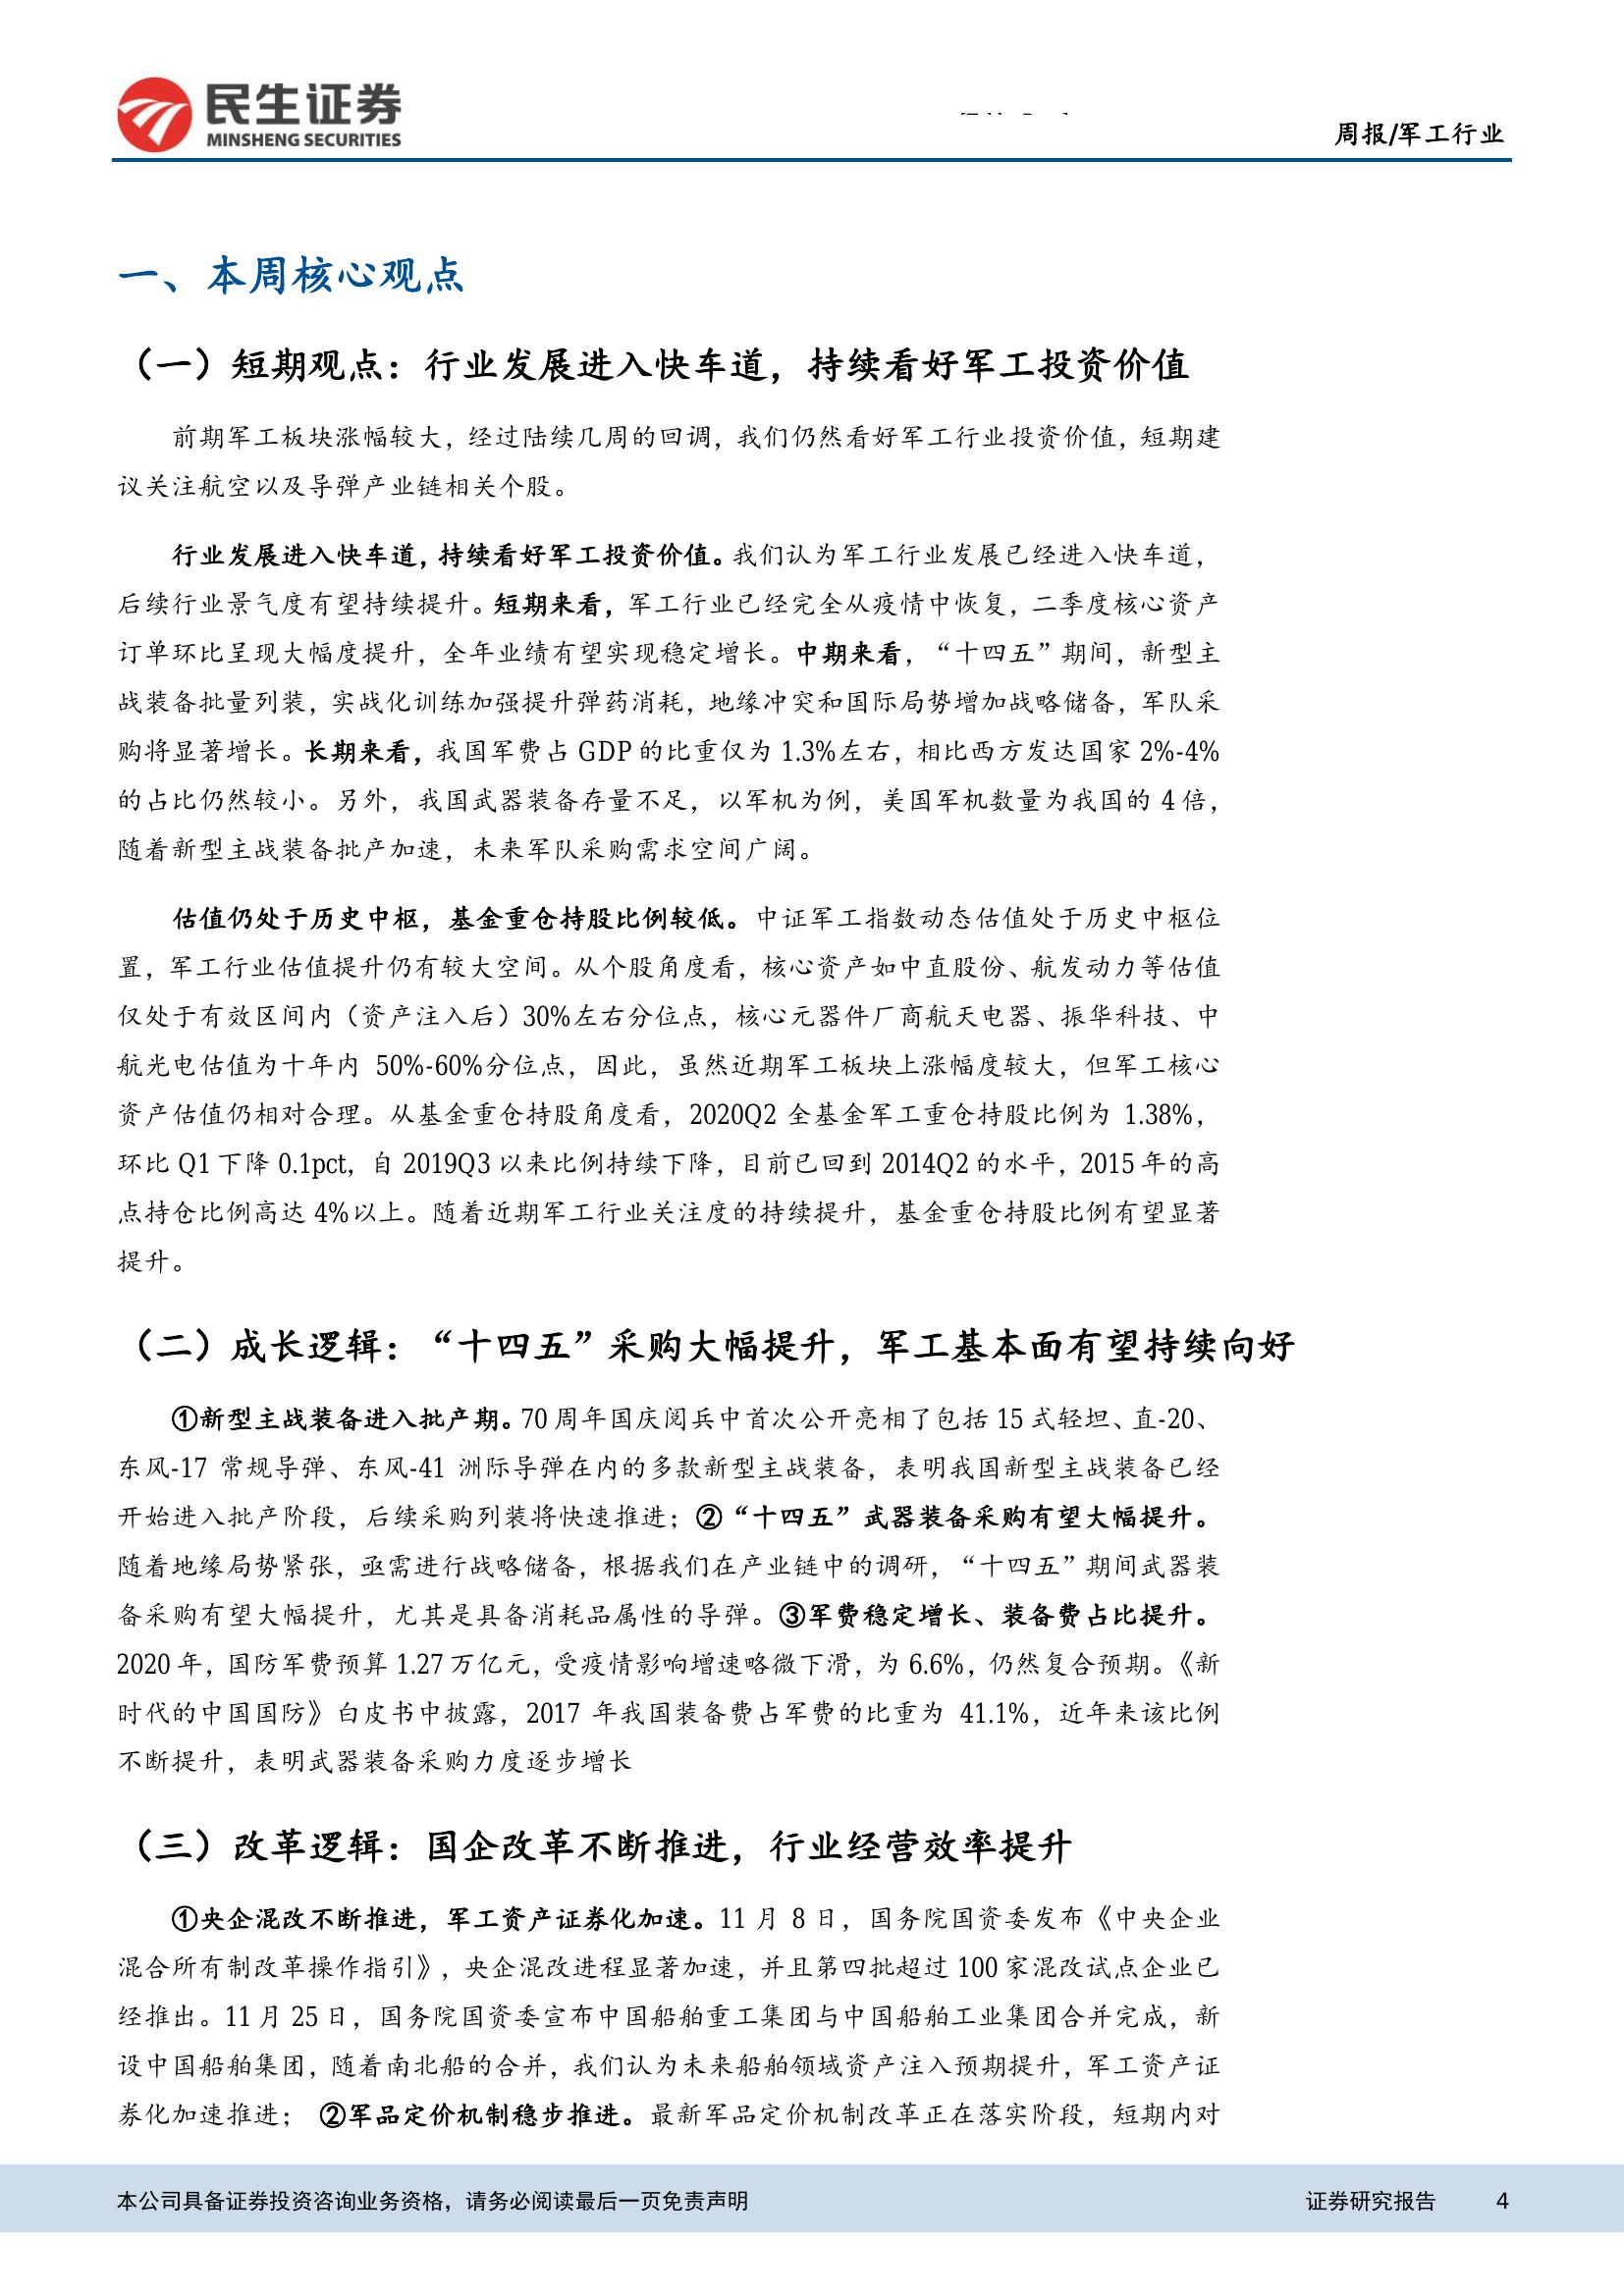 民生证券
MINSHENG SECURITIES
周报/军工行业
一、本周核心观点
（一）短期观点：行业发展进入快车道，持续看好军工投资价值
前期军工板块涨幅较大，经过陆续几周的回调，我们仍然看好军工行业投资价值，短期建
议关注航空以及导弹产业链相关个股。
行业发展进入快车道，持续看好军工投资价值。我们认为军工行业发展已经进入快车道，
后续行业景气度有望持续提升。短期来看，军工行业已经完全从疫情中恢复，二季度核心资产
订单环比呈现大幅度提升，全年业绩有望实现稳定增长。中期来看，“十四五”期间，新型主
战装备批量列装，实战化训练加强提升弹药消耗，地缘冲突和国际局势增加战略储备，军队采
购将显著增长。长期来看，我国军费占 GDP 的比重仅为 1.3%左右，相比西方发达国家 2%-4%
的占比仍然较小。另外，我国武器装备存量不足，以军机为例，美国军机数量为我国的 4 倍，
随着新型主战装备批产加速，未来军队采购需求空间广阔。
估值仍处于历史中枢，基金重仓持股比例较低。中证军工指数动态估值处于历史中枢位
置，军工行业估值提升仍有较大空间。从个股角度看，核心资产如中直股份、航发动力等估值
仅处于有效区间内（资产注入后）30%左右分位点，核心元器件厂商航天电器、振华科技、中
航光电估值为十年内 50%-60%分位点，因此，虽然近期军工板块上涨幅度较大，但军工核心
资产估值仍相对合理。从基金重仓持股角度看，2020Q2 全基金军工重仓持股比例为 1.38%，
环比 Q1 下降 0.1pct，自 2019Q3 以来比例持续下降，目前已回到 2014Q2 的水平，2015 年的高
点持仓比例高达 4%以上。随着近期军工行业关注度的持续提升，基金重仓持股比例有望显著
提升。
（二）成长逻辑：“十四五”采购大幅提升，军工基本面有望持续向好
①新型主战装备进入批产期。70 周年国庆阅兵中首次公开亮相了包括 15 式轻坦、直-20、
东风-17 常规导弹、东风-41 洲际导弹在内的多款新型主战装备，表明我国新型主战装备已经
开始进入批产阶段，后续采购列装将快速推进；②“十四五”武器装备采购有望大幅提升。
随着地缘局势紧张，亟需进行战略储备，根据我们在产业链中的调研，“十四五”期间武器装
备采购有望大幅提升，尤其是具备消耗品属性的导弹。③军费稳定增长、装备费占比提升。
2020 年，国防军费预算 1.27 万亿元，受疫情影响增速略微下滑，为 6.6%，仍然复合预期。《新
时代的中国国防》白皮书中披露，2017 年我国装备费占军费的比重为 41.1%，近年来该比例
不断提升，表明武器装备采购力度逐步增长
（三）改革逻辑：国企改革不断推进，行业经营效率提升
①央企混改不断推进，军工资产证券化加速。11 月 8 日，国务院国资委发布《中央企业
混合所有制改革操作指引》，央企混改进程显著加速，并且第四批超过 100 家混改试点企业已
经推出。11 月 25 日，国务院国资委宣布中国船舶重工集团与中国船舶工业集团合并完成，新
设中国船舶集团，随着南北船的合并，我们认为未来船舶领域资产注入预期提升，军工资产证
券化加速推进； ②军品定价机制稳步推进。最新军品定价机制改革正在落实阶段，短期内对
本公司具备证券投资咨询业务资格，请务必阅读最后一页免责声明
证券研究报告 4